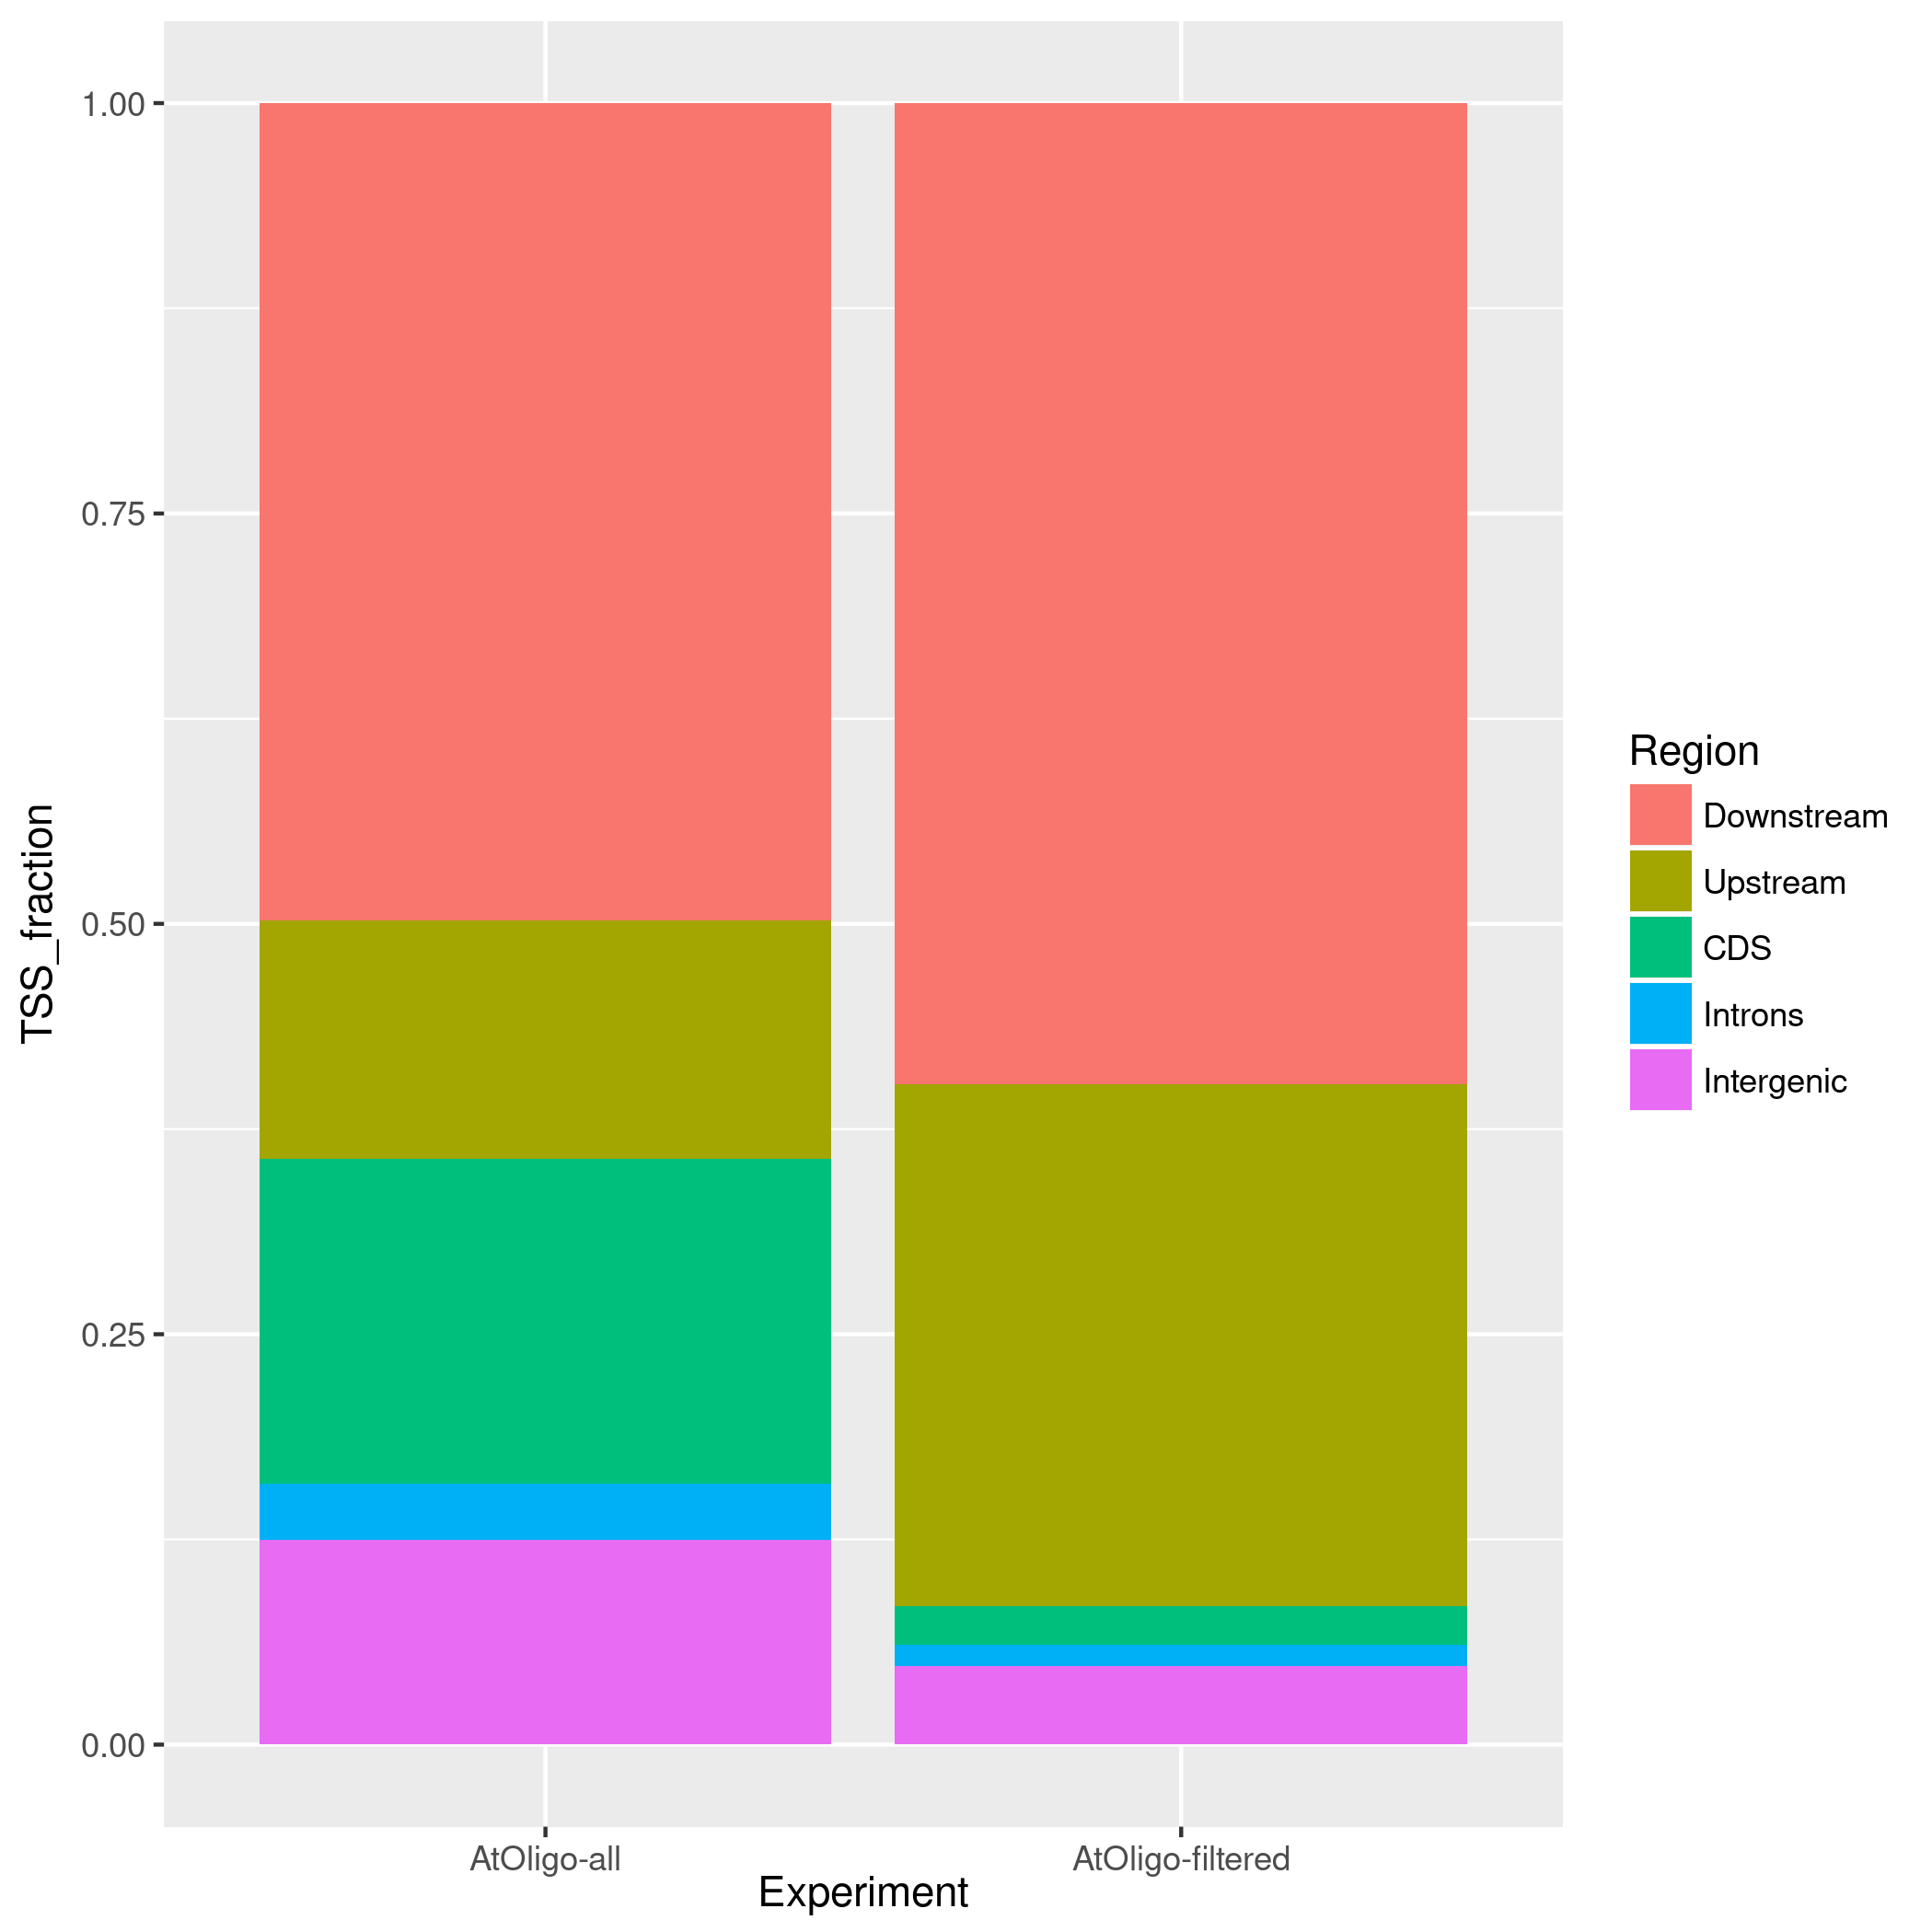 1.00
0.75
0.50
0.25
0.00
TSS_fraction
AtOligo-all
AtOligo-filtered
Experiment
Region
Downstream
Upstream
CDS
Introns
Intergenic